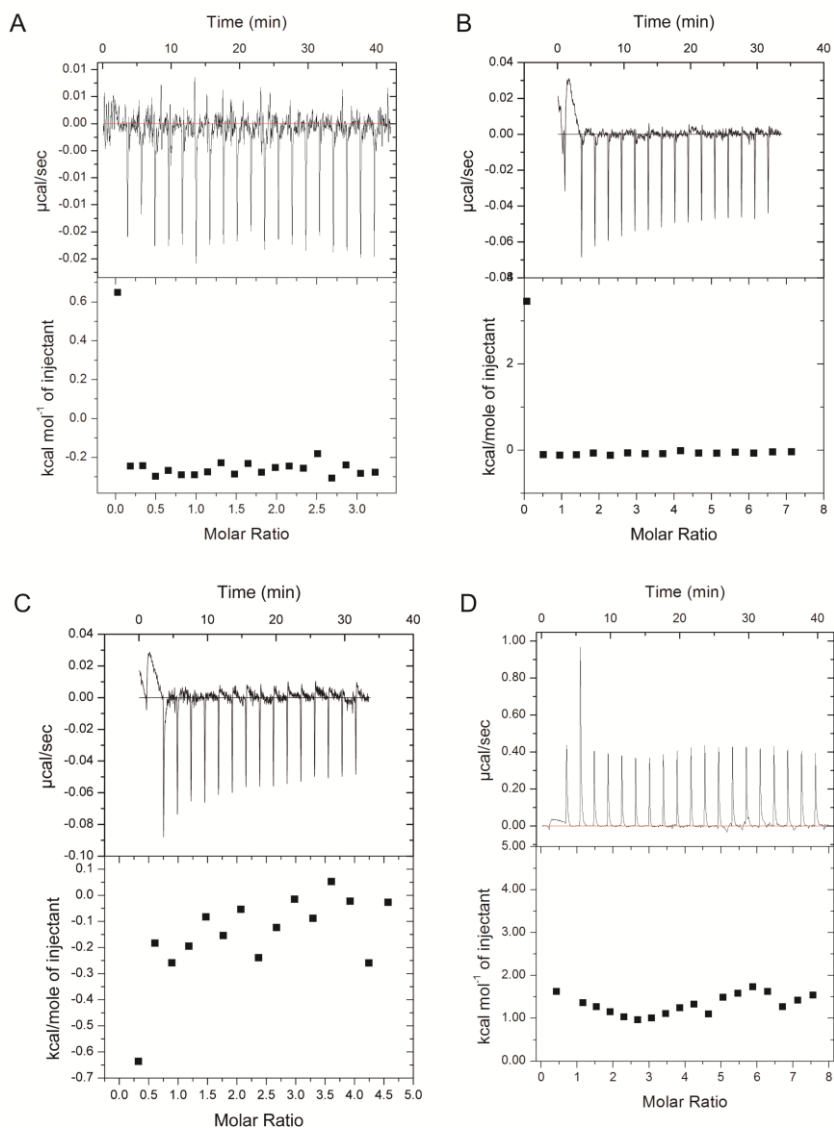 A
Time (min)
0 10 20 30 40
0.01
0.01
0.00
-0.00
-0.01
-0.01
-0.02
-0.02
µcal/sec
0.6
0.4
0.0
-0.2
kcal mol⁻¹ of injectant
0.0 0.5 1.0 1.5 2.0 2.5 3.0
Molar Ratio
B
Time (min)
0 10 20 30 40
0.04
0.02
0.00
-0.02
-0.04
-0.06
µcal/sec
2
0
kcal/mole of injectant
0 1 2 3 4 5 6 7 8
Molar Ratio
C
Time (min)
0 10 20 30 40 50
0.04
0.02
0.00
-0.02
-0.04
-0.06
-0.08
-0.10
µcal/sec
0.1
0.0
-0.1
-0.2
-0.3
-0.4
-0.5
-0.6
-0.7
kcal/mole of injectant
0.0 0.5 1.0 1.5 2.0 2.5 3.0 3.5 4.0 4.5 5.0
Molar Ratio
D
Time (min)
0 10 20 30 40
1.00
0.80
0.60
0.40
0.20
0.00
µcal/sec
5.00
4.00
3.00
2.00
1.00
0.00
kcal mol⁻¹ of injectant
0 1 2 3 4 5 6 7 8
Molar Ratio